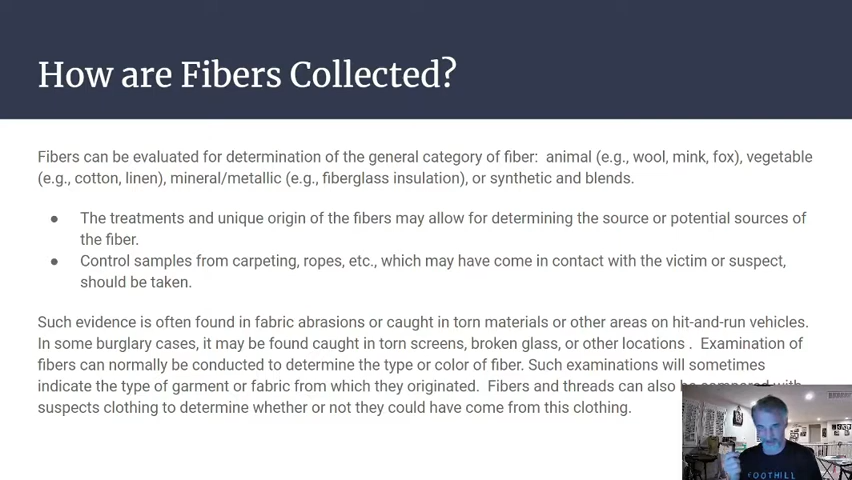 How are Fibers Collected?
Fibers can be evaluated for determination of the general category of fiber:  animal (e.g., wool, mink, fox), vegetable
(e.g., cotton, linen), mineral/metallic (e.g., fiberglass insulation), or synthetic and blends.
● The treatments and unique origin of the fibers may allow for determining the source or potential sources of
the fiber.
● Control samples from carpeting, ropes, etc., which may have come in contact with the victim or suspect,
should be taken.
Such evidence is often found in fabric abrasions or caught in torn materials or other areas on hit-and-run vehicles.
In some burglary cases, it may be found caught in torn screens, broken glass, or other locations .  Examination of
fibers can normally be conducted to determine the type or color of fiber. Such examinations will sometimes
indicate the type of garment or fabric from which they originated.  Fibers and threads can also be compared with
suspects clothing to determine whether or not they could have come from this clothing.
FOOTHILL